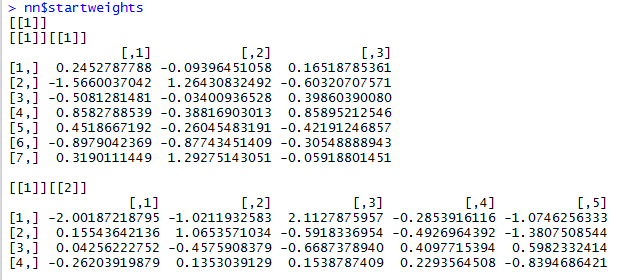 > nn$startweights
[[1]]
[[1]][[1]]
[,1] [,2] [,3]
[1,] 0.2452787788 -0.09396451058 0.16518785361
[2,] -1.5660037042 1.26430832492 -0.60320707571
[3,] -0.5081281481 -0.03400936528 0.39860390080
[4,] 0.8582788539 -0.38816903013 0.85895212546
[5,] 0.4518667192 -0.26045483191 -0.42191246857
[6,] -0.8979042369 -0.87743451409 -0.30548888943
[7,] 0.3190111449 1.29275143051 -0.05918801451
[[1]][[2]]
[,1] [,2] [,3] [,4] [,5]
[1,] -2.00187218795 -1.0211932583 2.1127875957 -0.2853916116 -1.0746256333
[2,] 0.15543642136 1.0653571034 -0.5918336954 -0.4926964392 -1.3807508544
[3,] 0.04256222752 -0.4575908379 -0.6687378940 0.4097715394 0.5982332414
[4,] -0.26203919879 0.1353039129 0.1538787409 0.2293564508 -0.8394686421